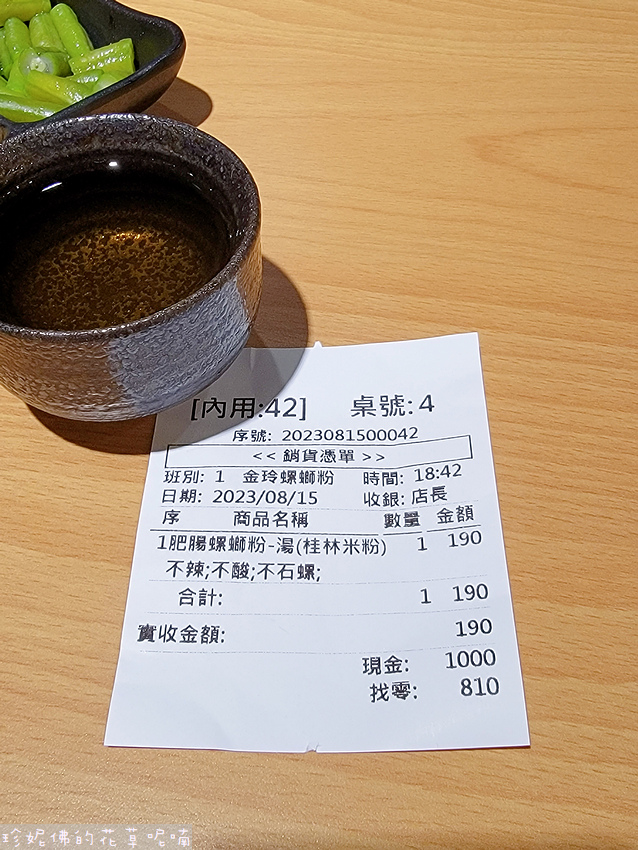 [內用:42] 桌號:4
序號: 2023081500042
<< 銷貨憑單 >>
班別: 1 金玲螺螄粉 時間: 18:42
日期: 2023/08/15 收銀: 店長
序 商品名稱 數量 金額
1肥腸螺螄粉-湯(桂林米粉) 1 190
不辣;不酸;不石螺;
合計: 1 190
實收金額: 190
現金: 1000
找零: 810
珍妮佛的花草呢喃